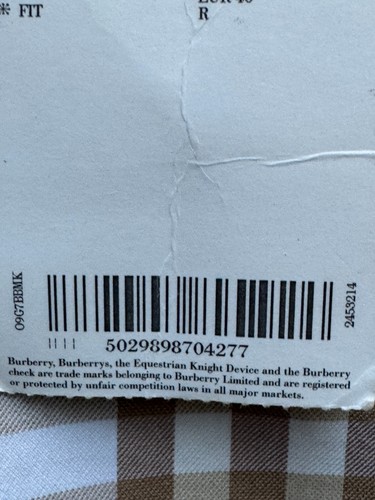 FIT
R
09G7BBMK
2453214
5029898704277
Burberry, Burberrys, the Equestrian Knight Device and the Burberry
check are trade marks belonging to Burberry Limited and are registered
or protected by unfair competition laws in all major markets.